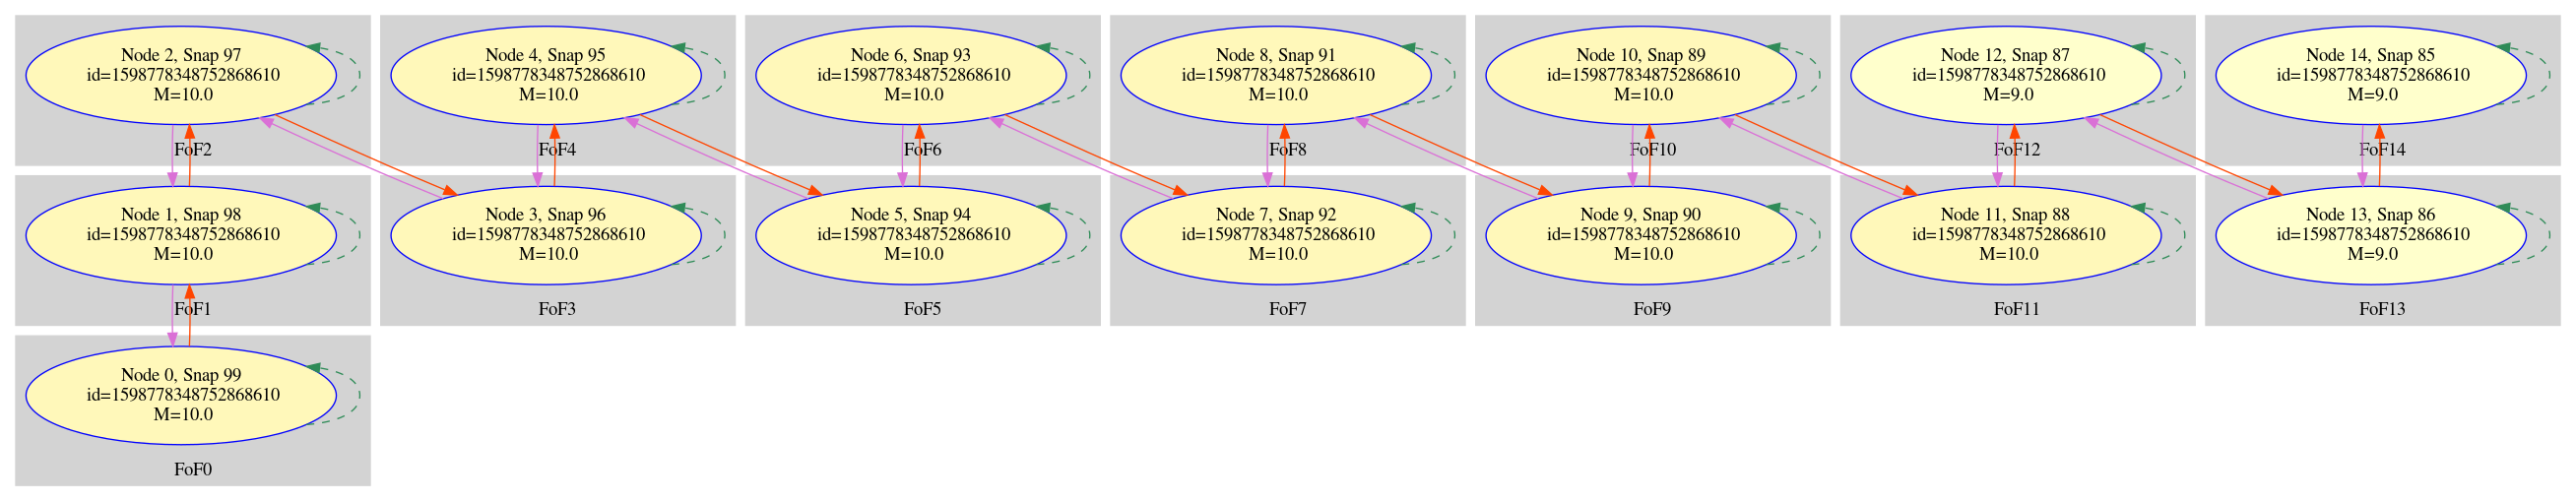 Node 2, Snap 97
id=1598778348752868610
M=10.0
FoF2
Node 4, Snap 95
id=1598778348752868610
M=10.0
FoF4
Node 6, Snap 93
id=1598778348752868610
M=10.0
FoF6
Node 8, Snap 91
id=1598778348752868610
M=10.0
FoF8
Node 10, Snap 89
id=1598778348752868610
M=10.0
FoF10
Node 12, Snap 87
id=1598778348752868610
M=9.0
FoF12
Node 14, Snap 85
id=1598778348752868610
M=9.0
FoF14
Node 1, Snap 98
id=1598778348752868610
M=10.0
FoF1
Node 3, Snap 96
id=1598778348752868610
M=10.0
FoF3
Node 5, Snap 94
id=1598778348752868610
M=10.0
FoF5
Node 7, Snap 92
id=1598778348752868610
M=10.0
FoF7
Node 9, Snap 90
id=1598778348752868610
M=10.0
FoF9
Node 11, Snap 88
id=1598778348752868610
M=10.0
FoF11
Node 13, Snap 86
id=1598778348752868610
M=9.0
FoF13
Node 0, Snap 99
id=1598778348752868610
M=10.0
FoF0